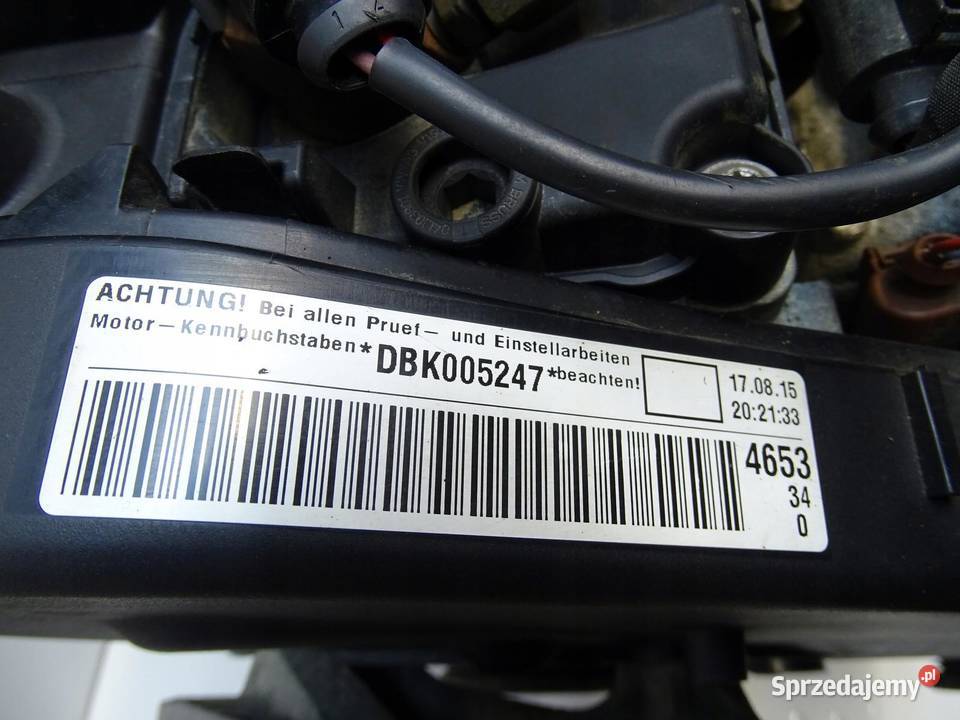 ACHTUNG! Bei allen Pruef- und Einstellarbeiten
Motor-Kennbuchstaben*DBK005247*beachten!
17.08.15
20:21:33
4653
34
0
Sprzedajemy.pl